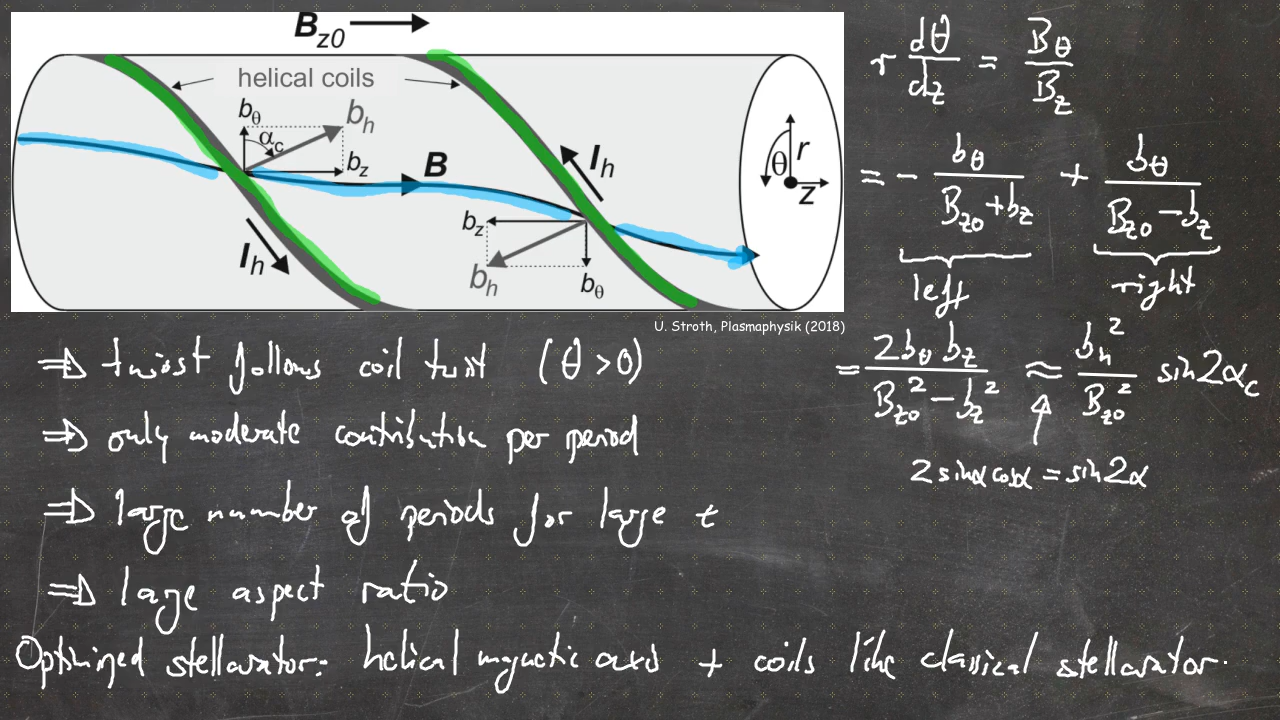 B_z0
helical coils
b_θ b_h
α_c
b_z
B
I_h
θ r
z
b_z
I_h
b_h b_θ
U. Stroth, Plasmaphysik (2018)
r dθ/dz = B_θ/B_z
= - b_θ/(B_z0 + b_z) + b_θ/(B_z0 - b_z)
left right
= 2b_θ b_z/(B_z0² - b_z²) ≈ b_h²/B_z0² sin2α_c
2 sinα cosα = sin2α
⇒ twist follows coil twist (θ > 0)
⇒ only moderate contribution per period
⇒ large number of periods for large ι
⇒ large aspect ratio
Optimized stellarator: helical magnetic axis + coils like classical stellarator.